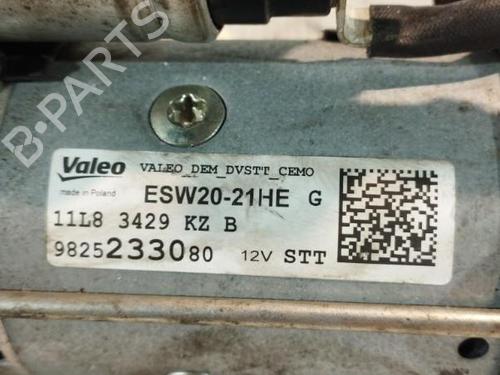 B-Parts
Valeo VALEO_DEM_DVSTT_CEMO
made in Poland
ESW20-21HE G
11L8 3429 KZ B
9825233080 12V STT